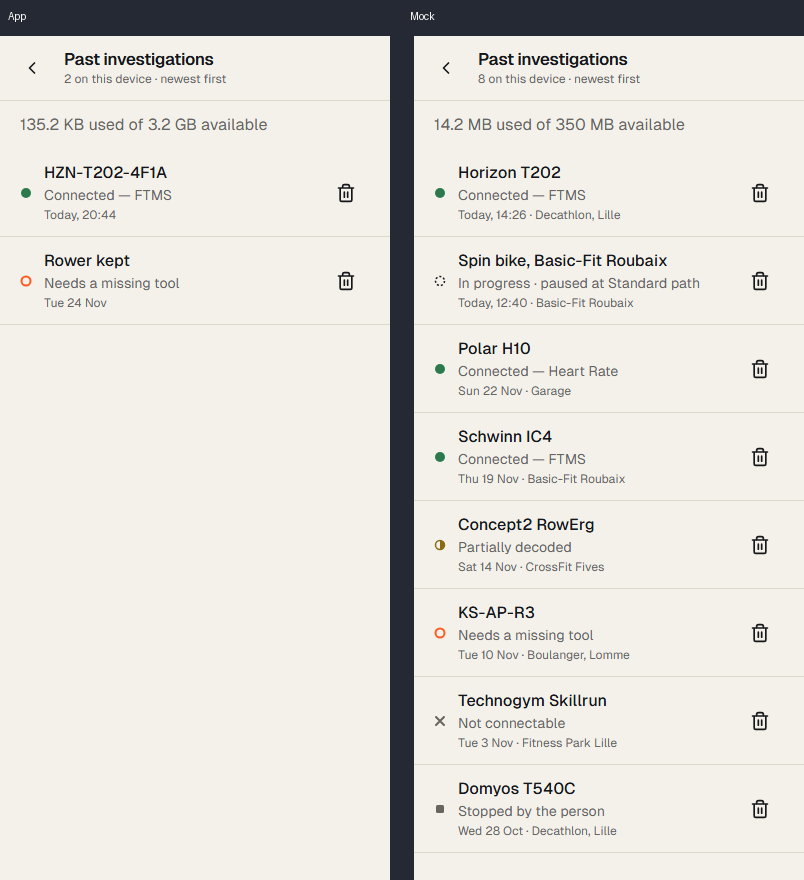 App
Past investigations
2 on this device · newest first
135.2 KB used of 3.2 GB available
HZN-T202-4F1A
Connected — FTMS
Today, 20:44
Rower kept
Needs a missing tool
Tue 24 Nov
Mock
Past investigations
8 on this device · newest first
14.2 MB used of 350 MB available
Horizon T202
Connected — FTMS
Today, 14:26 · Decathlon, Lille
Spin bike, Basic-Fit Roubaix
In progress · paused at Standard path
Today, 12:40 · Basic-Fit Roubaix
Polar H10
Connected — Heart Rate
Sun 22 Nov · Garage
Schwinn IC4
Connected — FTMS
Thu 19 Nov · Basic-Fit Roubaix
Concept2 RowErg
Partially decoded
Sat 14 Nov · CrossFit Fives
KS-AP-R3
Needs a missing tool
Tue 10 Nov · Boulanger, Lomme
Technogym Skillrun
Not connectable
Tue 3 Nov · Fitness Park Lille
Domyos T540C
Stopped by the person
Wed 28 Oct · Decathlon, Lille